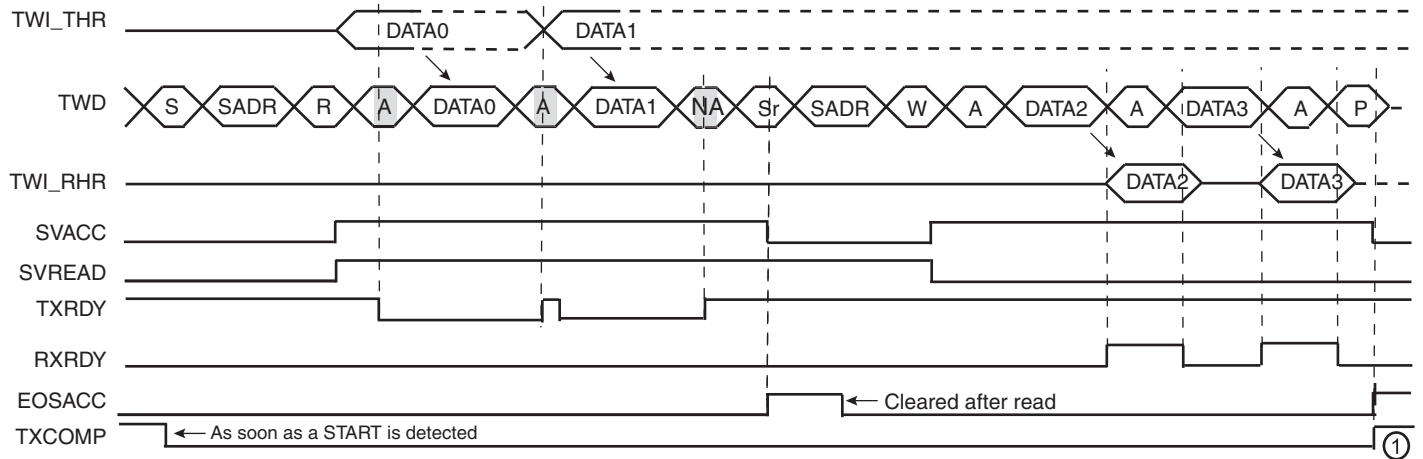 TWI_THR DATA0 DATA1
TWD S SADR R A DATA0 A DATA1 NA Sr SADR W A DATA2 A DATA3 A P
TWI_RHR DATA2 DATA3
SVACC
SVREAD
TXRDY
RXRDY
EOSACC Cleared after read
TXCOMP As soon as a START is detected 1